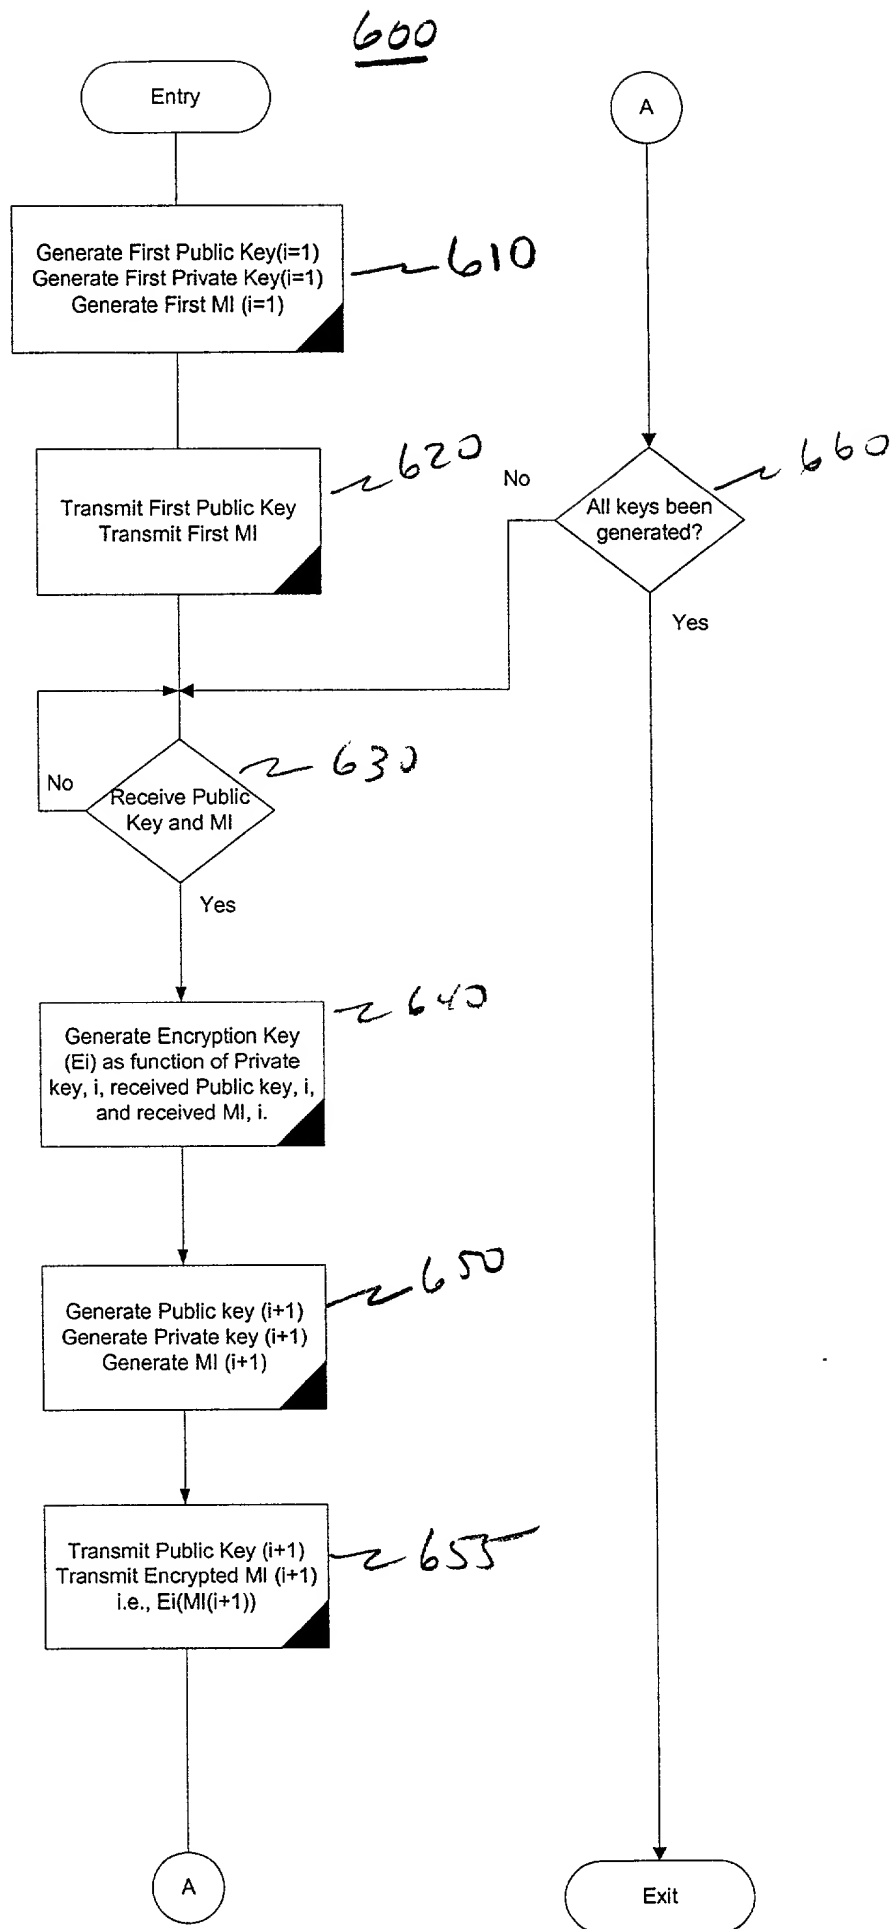 600
Entry
A
Generate First Public Key(i=1)
Generate First Private Key(i=1)
Generate First MI (i=1)
610
Transmit First Public Key
Transmit First MI
620
No
All keys been
generated?
660
Yes
No
Receive Public
Key and MI
630
Yes
Generate Encryption Key
(Ei) as function of Private
key, i, received Public key, i,
and received MI, i.
640
Generate Public key (i+1)
Generate Private key (i+1)
Generate MI (i+1)
650
Transmit Public Key (i+1)
Transmit Encrypted MI (i+1)
i.e., Ei(MI(i+1))
655
A
Exit